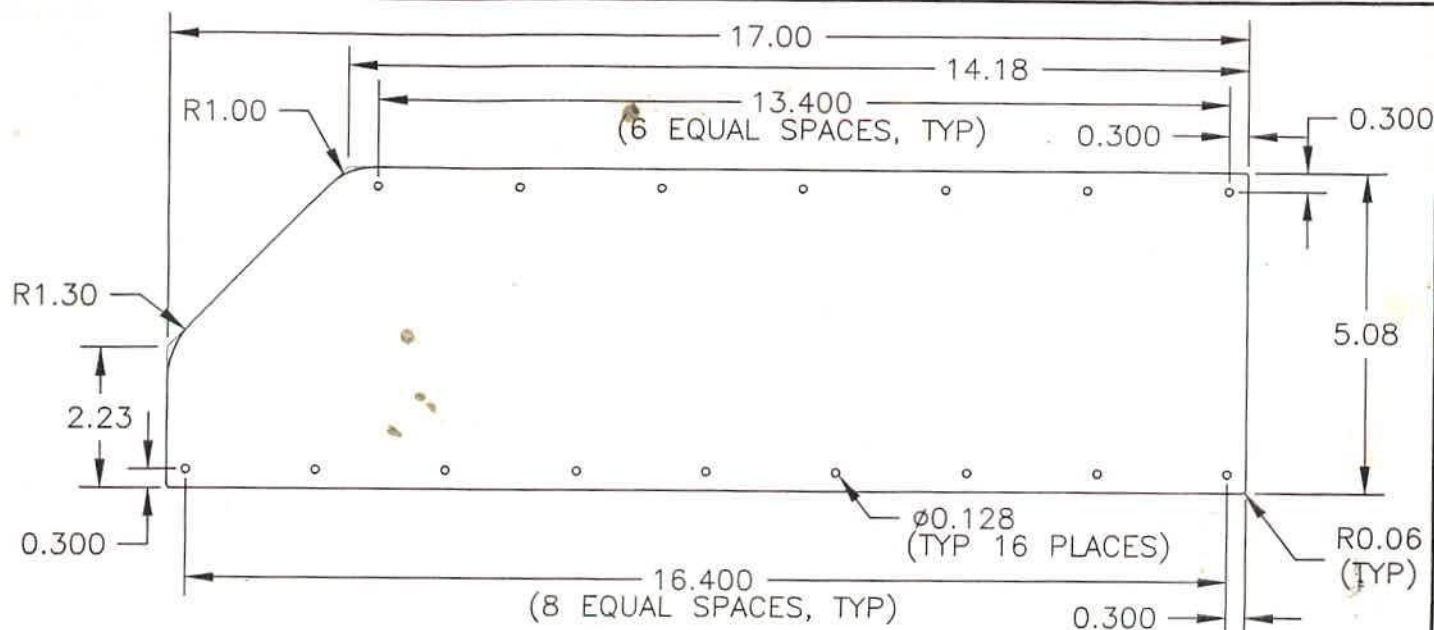 17.00
14.18
13.400
(6 EQUAL SPACES, TYP)
0.300
0.300
R1.00
R1.30
5.08
2.23
0.300
Ø0.128
(TYP 16 PLACES)
R0.06
(TYP)
16.400
(8 EQUAL SPACES, TYP)
0.300